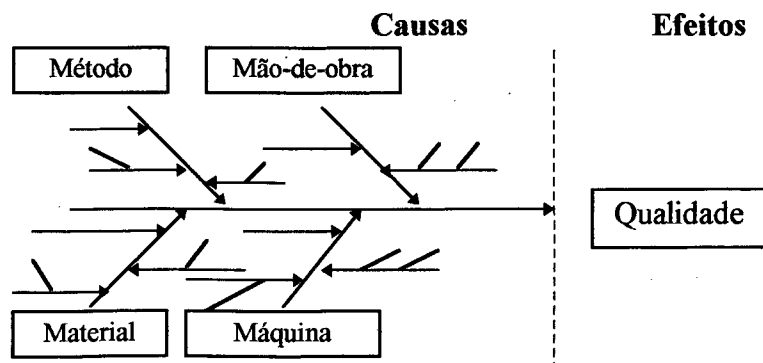 Causas
Efeitos
Método
Mão-de-obra
Qualidade
Material
Máquina